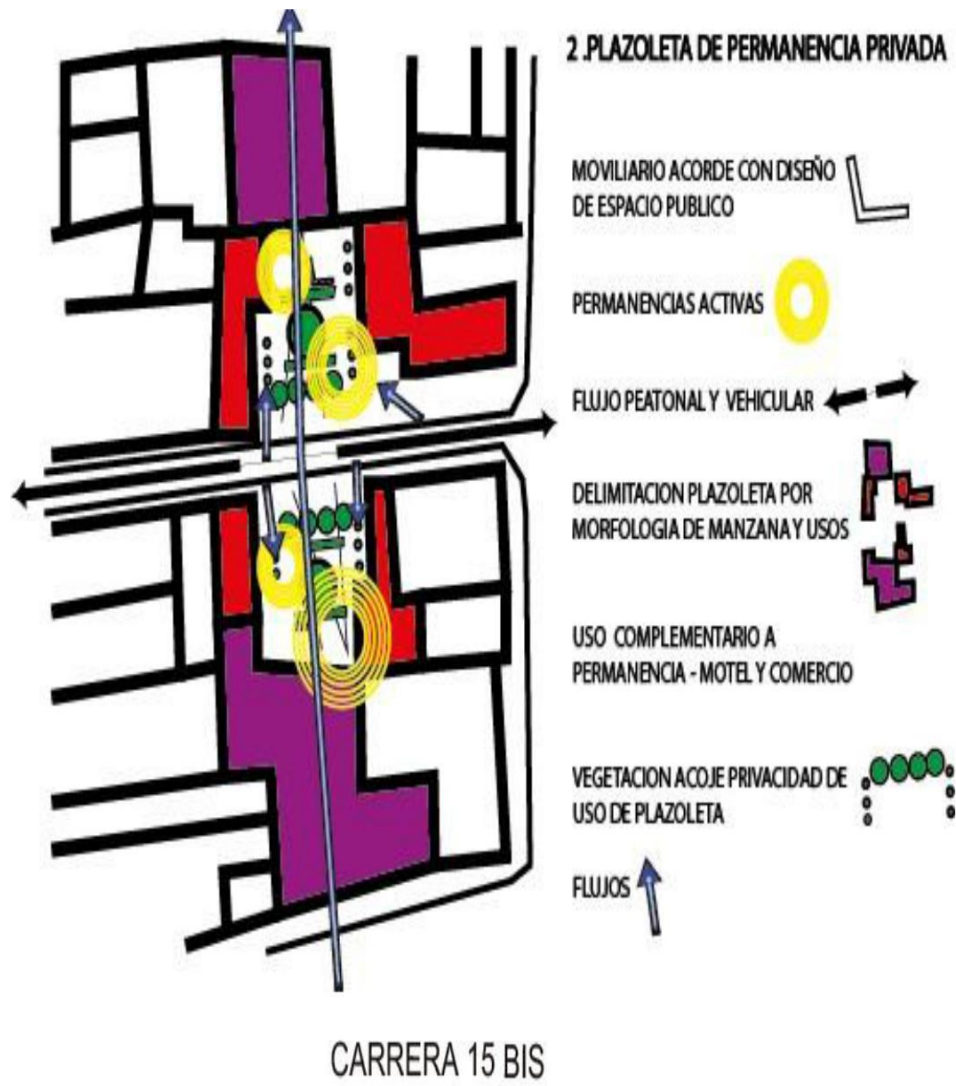 2 .PLAZOLETA DE PERMANENCIA PRIVADA
MOVILIARIO ACORDE CON DISEÑO
DE ESPACIO PUBLICO
PERMANENCIAS ACTIVAS
FLUJO PEATONAL Y VEHICULAR
DELIMITACION PLAZOLETA POR
MORFOLOGIA DE MANZANA Y USOS
USO COMPLEMENTARIO A
PERMANENCIA - MOTEL Y COMERCIO
VEGETACION ACOJE PRIVACIDAD DE
USO DE PLAZOLETA
FLUJOS
CARRERA 15 BIS